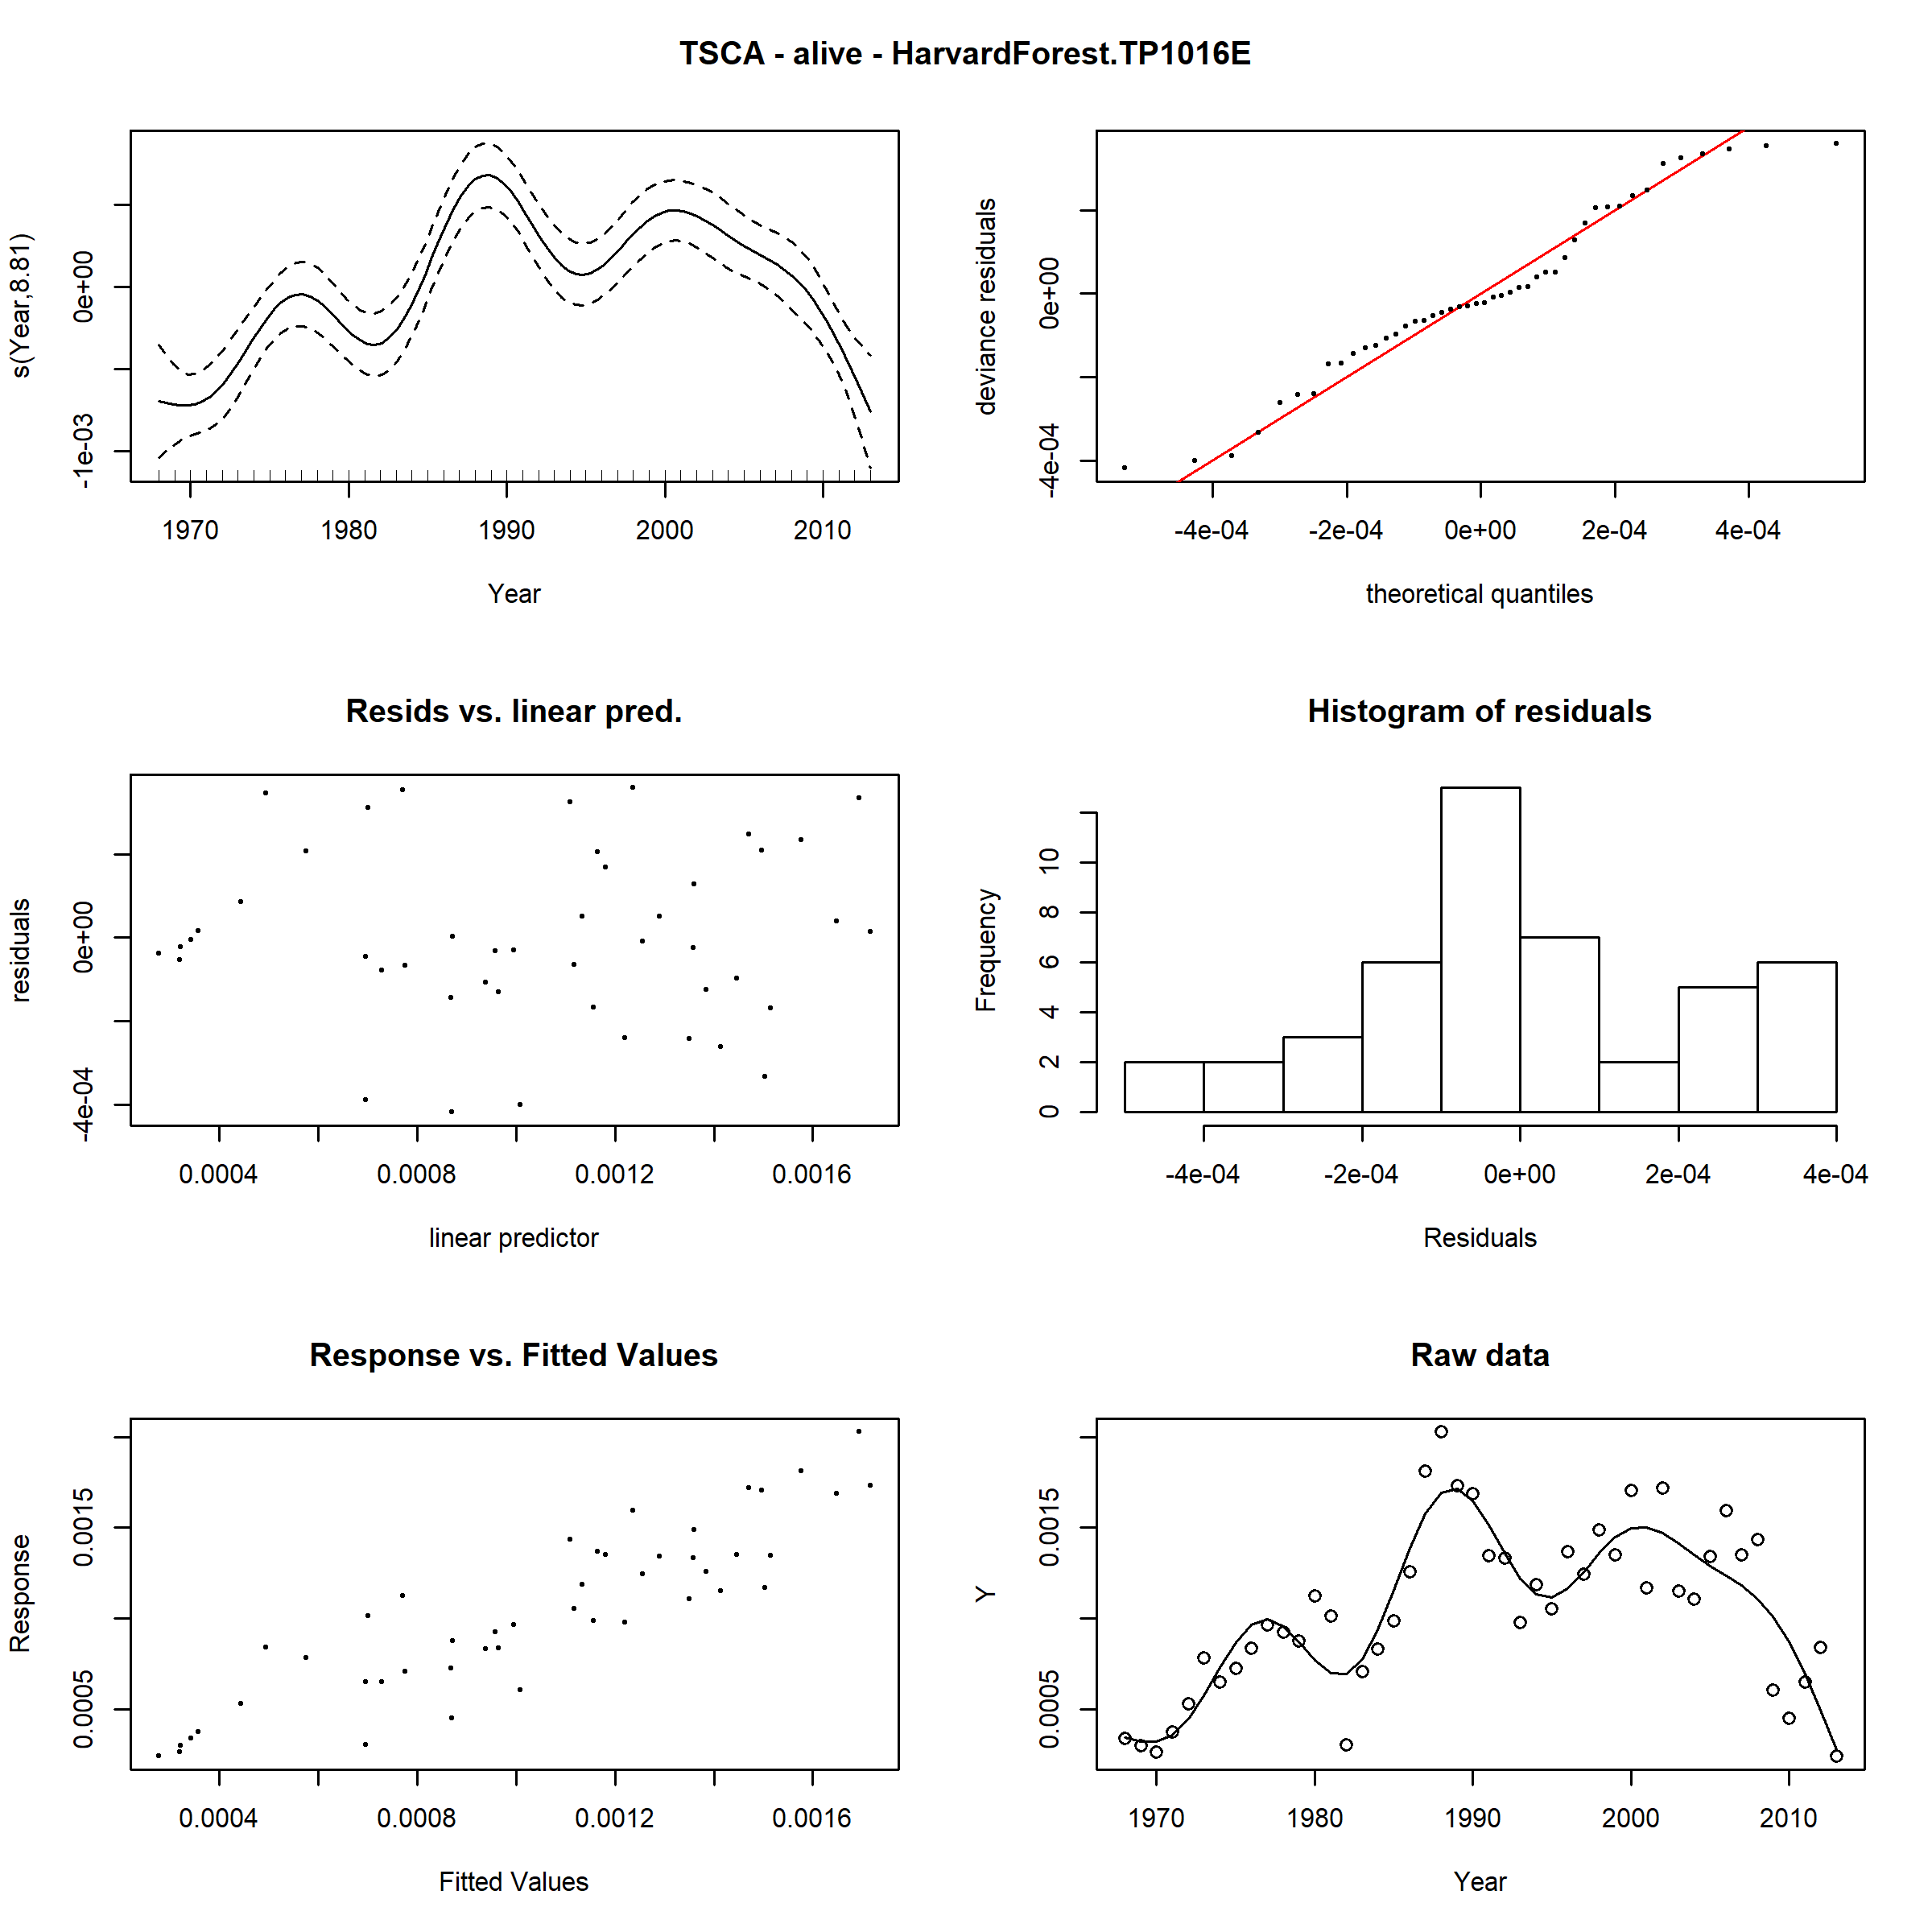 TSCA - alive - HarvardForest.TP1016E
s(Year,8.81)
-1e-03 0e+00
1970 1980 1990 2000 2010
Year
deviance residuals
-4e-04 0e+00
-4e-04 -2e-04 0e+00 2e-04 4e-04
theoretical quantiles
Resids vs. linear pred.
residuals
-4e-04 0e+00
0.0004 0.0008 0.0012 0.0016
linear predictor
Histogram of residuals
Frequency
0 2 4 6 8 10
-4e-04 -2e-04 0e+00 2e-04 4e-04
Residuals
Response vs. Fitted Values
Response
0.0005 0.0015
0.0004 0.0008 0.0012 0.0016
Fitted Values
Raw data
Y
0.0005 0.0015
1970 1980 1990 2000 2010
Year